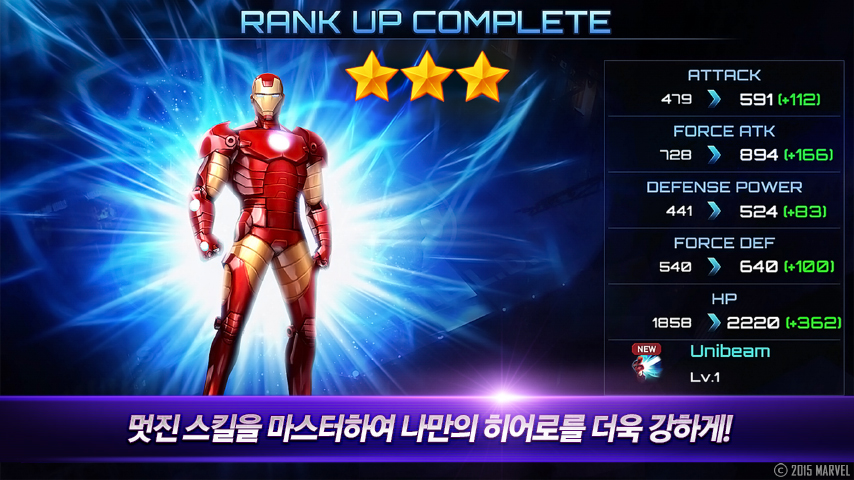 RANK UP COMPLETE
ATTACK
479 591 (+112)
FORCE ATK
728 894 (+166)
DEFENSE POWER
441 524 (+83)
FORCE DEF
540 640 (+100)
HP
1858 2220 (+362)
NEW Unibeam
Lv.1
멋진 스킬을 마스터하여 나만의 히어로를 더욱 강하게!
© 2015 MARVEL